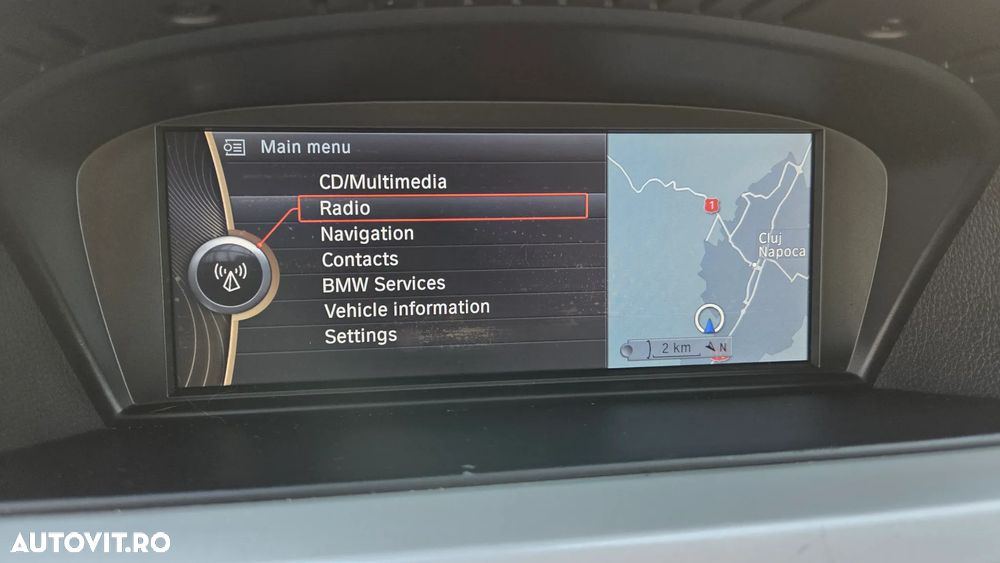 Main menu
CD/Multimedia
Radio
Navigation
Contacts
BMW Services
Vehicle information
Settings
1
Cluj
Napoca
2 km
N
AUTOVIT.RO